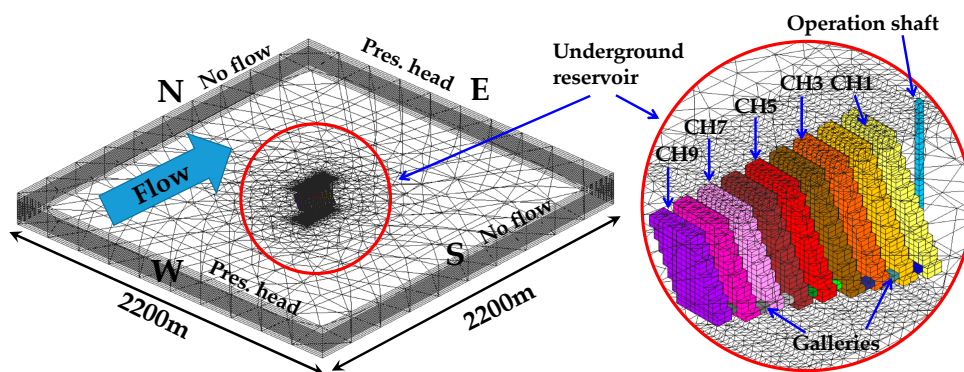 N
No flow
Pres. head
E
Flow
W
Pres. head
S
No flow
2200m
2200m
Underground
reservoir
Operation shaft
CH3 CH1
CH5
CH7
CH9
Galleries